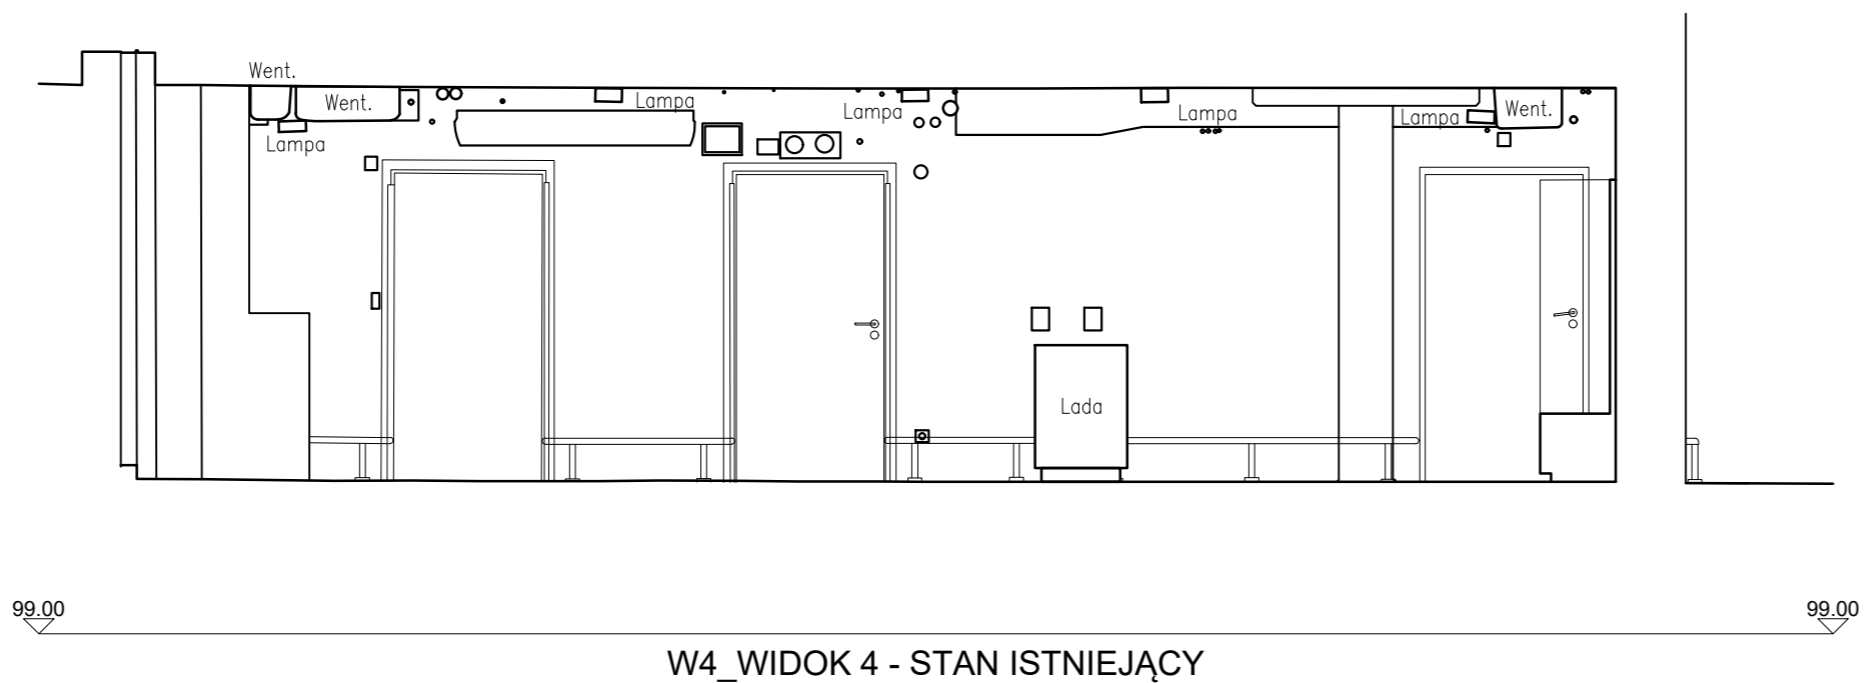 Went.
Went.
Lampa
Lampa
Lampa
Lampa
Lampa
Went.
Lada
99.00
99.00
W4_WIDOK 4 - STAN ISTNIEJĄCY